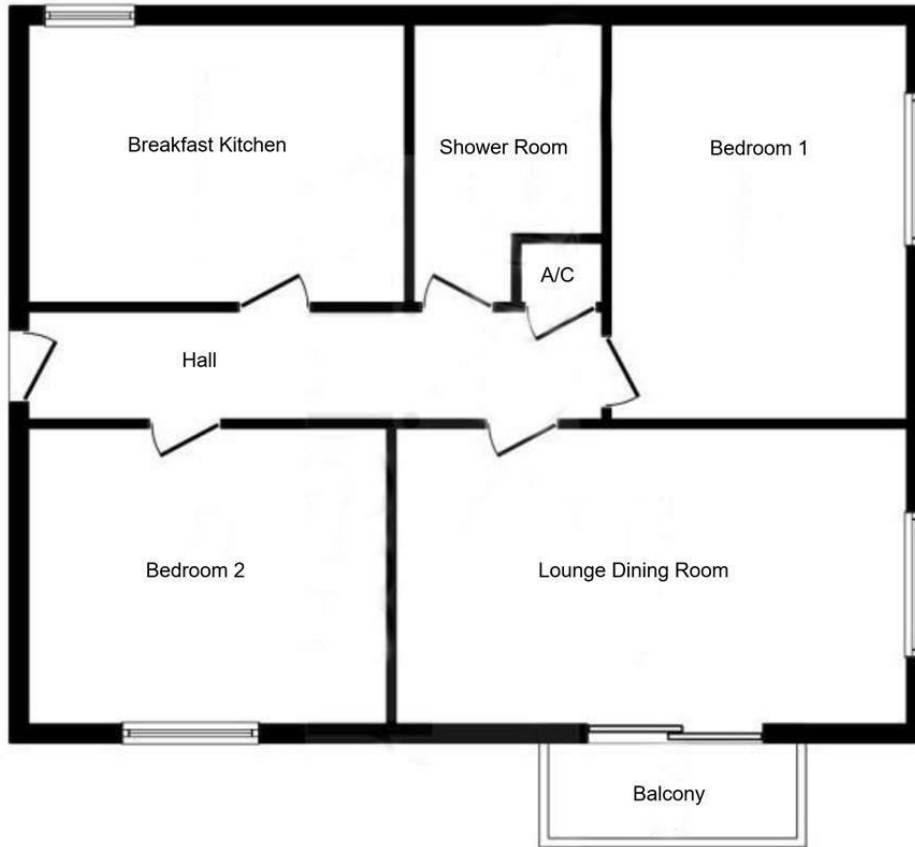 Breakfast Kitchen
Shower Room
Bedroom 1
A/C
Hall
Bedroom 2
Lounge Dining Room
Balcony